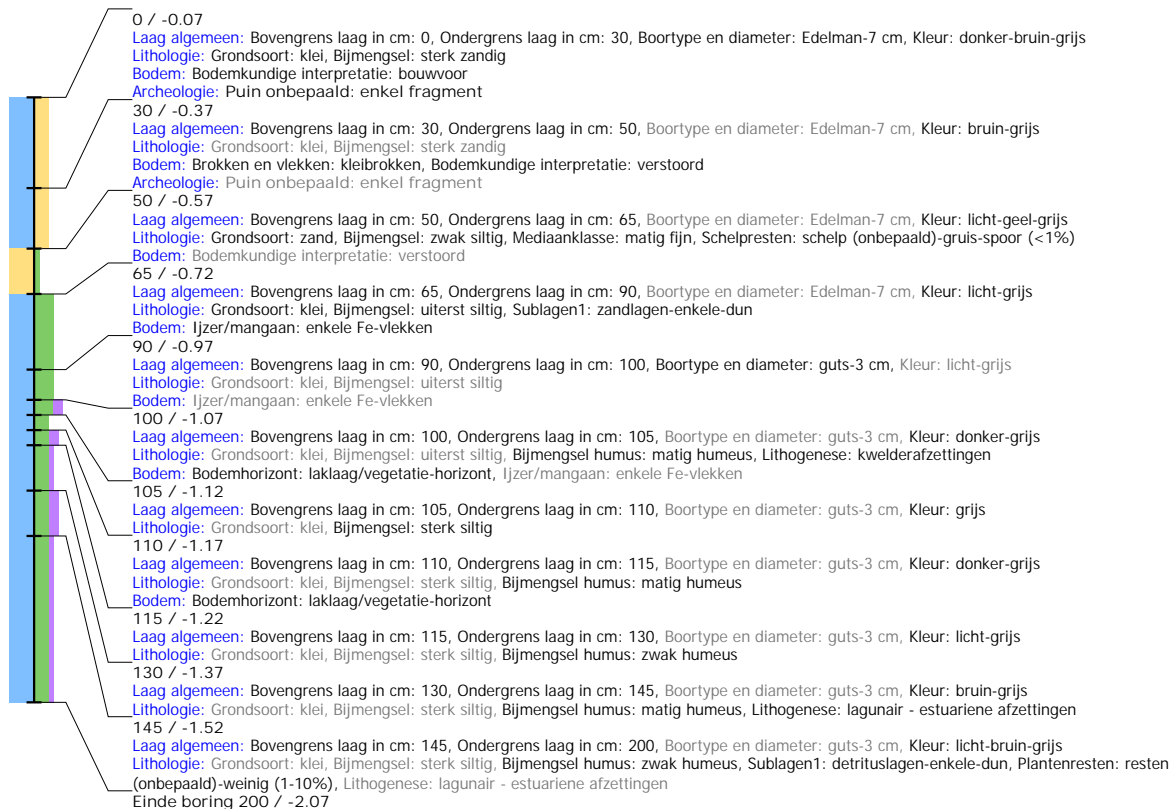 0 / -0.07
Laag algemeen: Bovengrens laag in cm: 0, Ondergrens laag in cm: 30, Boortype en diameter: Edelman-7 cm, Kleur: donker-bruin-grijs
Lithologie: Grondsoort: klei, Bijmengsel: sterk zandig
Bodem: Bodemkundige interpretatie: bouwvoor
Archeologie: Puin onbepaald: enkel fragment
30 / -0.37
Laag algemeen: Bovengrens laag in cm: 30, Ondergrens laag in cm: 50, Boortype en diameter: Edelman-7 cm, Kleur: bruin-grijs
Lithologie: Grondsoort: klei, Bijmengsel: sterk zandig
Bodem: Brokken en vlekken: kleibrokken, Bodemkundige interpretatie: verstoord
Archeologie: Puin onbepaald: enkel fragment
50 / -0.57
Laag algemeen: Bovengrens laag in cm: 50, Ondergrens laag in cm: 65, Boortype en diameter: Edelman-7 cm, Kleur: licht-geel-grijs
Lithologie: Grondsoort: zand, Bijmengsel: zwak siltig, Mediaanklasse: matig fijn, Schelpresten: schelp (onbepaald)-gruis-spoor (<1%)
Bodem: Bodemkundige interpretatie: verstoord
65 / -0.72
Laag algemeen: Bovengrens laag in cm: 65, Ondergrens laag in cm: 90, Boortype en diameter: Edelman-7 cm, Kleur: licht-grijs
Lithologie: Grondsoort: klei, Bijmengsel: uiterst siltig, Sublagen1: zandlagen-enkele-dun
Bodem: Ijzer/mangaan: enkele Fe-vlekken
90 / -0.97
Laag algemeen: Bovengrens laag in cm: 90, Ondergrens laag in cm: 100, Boortype en diameter: guts-3 cm, Kleur: licht-grijs
Lithologie: Grondsoort: klei, Bijmengsel: uiterst siltig
Bodem: Ijzer/mangaan: enkele Fe-vlekken
100 / -1.07
Laag algemeen: Bovengrens laag in cm: 100, Ondergrens laag in cm: 105, Boortype en diameter: guts-3 cm, Kleur: donker-grijs
Lithologie: Grondsoort: klei, Bijmengsel: uiterst siltig, Bijmengsel humus: matig humeus, Lithogenese: kwelderafzettingen
Bodem: Bodemhorizont: laklaag/vegetatie-horizont, Ijzer/mangaan: enkele Fe-vlekken
105 / -1.12
Laag algemeen: Bovengrens laag in cm: 105, Ondergrens laag in cm: 110, Boortype en diameter: guts-3 cm, Kleur: grijs
Lithologie: Grondsoort: klei, Bijmengsel: sterk siltig
110 / -1.17
Laag algemeen: Bovengrens laag in cm: 110, Ondergrens laag in cm: 115, Boortype en diameter: guts-3 cm, Kleur: donker-grijs
Lithologie: Grondsoort: klei, Bijmengsel: sterk siltig, Bijmengsel humus: matig humeus
Bodem: Bodemhorizont: laklaag/vegetatie-horizont
115 / -1.22
Laag algemeen: Bovengrens laag in cm: 115, Ondergrens laag in cm: 130, Boortype en diameter: guts-3 cm, Kleur: licht-grijs
Lithologie: Grondsoort: klei, Bijmengsel: sterk siltig, Bijmengsel humus: zwak humeus
130 / -1.37
Laag algemeen: Bovengrens laag in cm: 130, Ondergrens laag in cm: 145, Boortype en diameter: guts-3 cm, Kleur: bruin-grijs
Lithologie: Grondsoort: klei, Bijmengsel: sterk siltig, Bijmengsel humus: matig humeus, Lithogenese: lagunair - estuariene afzettingen
145 / -1.52
Laag algemeen: Bovengrens laag in cm: 145, Ondergrens laag in cm: 200, Boortype en diameter: guts-3 cm, Kleur: licht-bruin-grijs
Lithologie: Grondsoort: klei, Bijmengsel: sterk siltig, Bijmengsel humus: zwak humeus, Sublagen1: detrituslagen-enkele-dun, Plantenresten: resten
(onbepaald)-weinig (1-10%), Lithogenese: lagunair - estuariene afzettingen
Einde boring 200 / -2.07